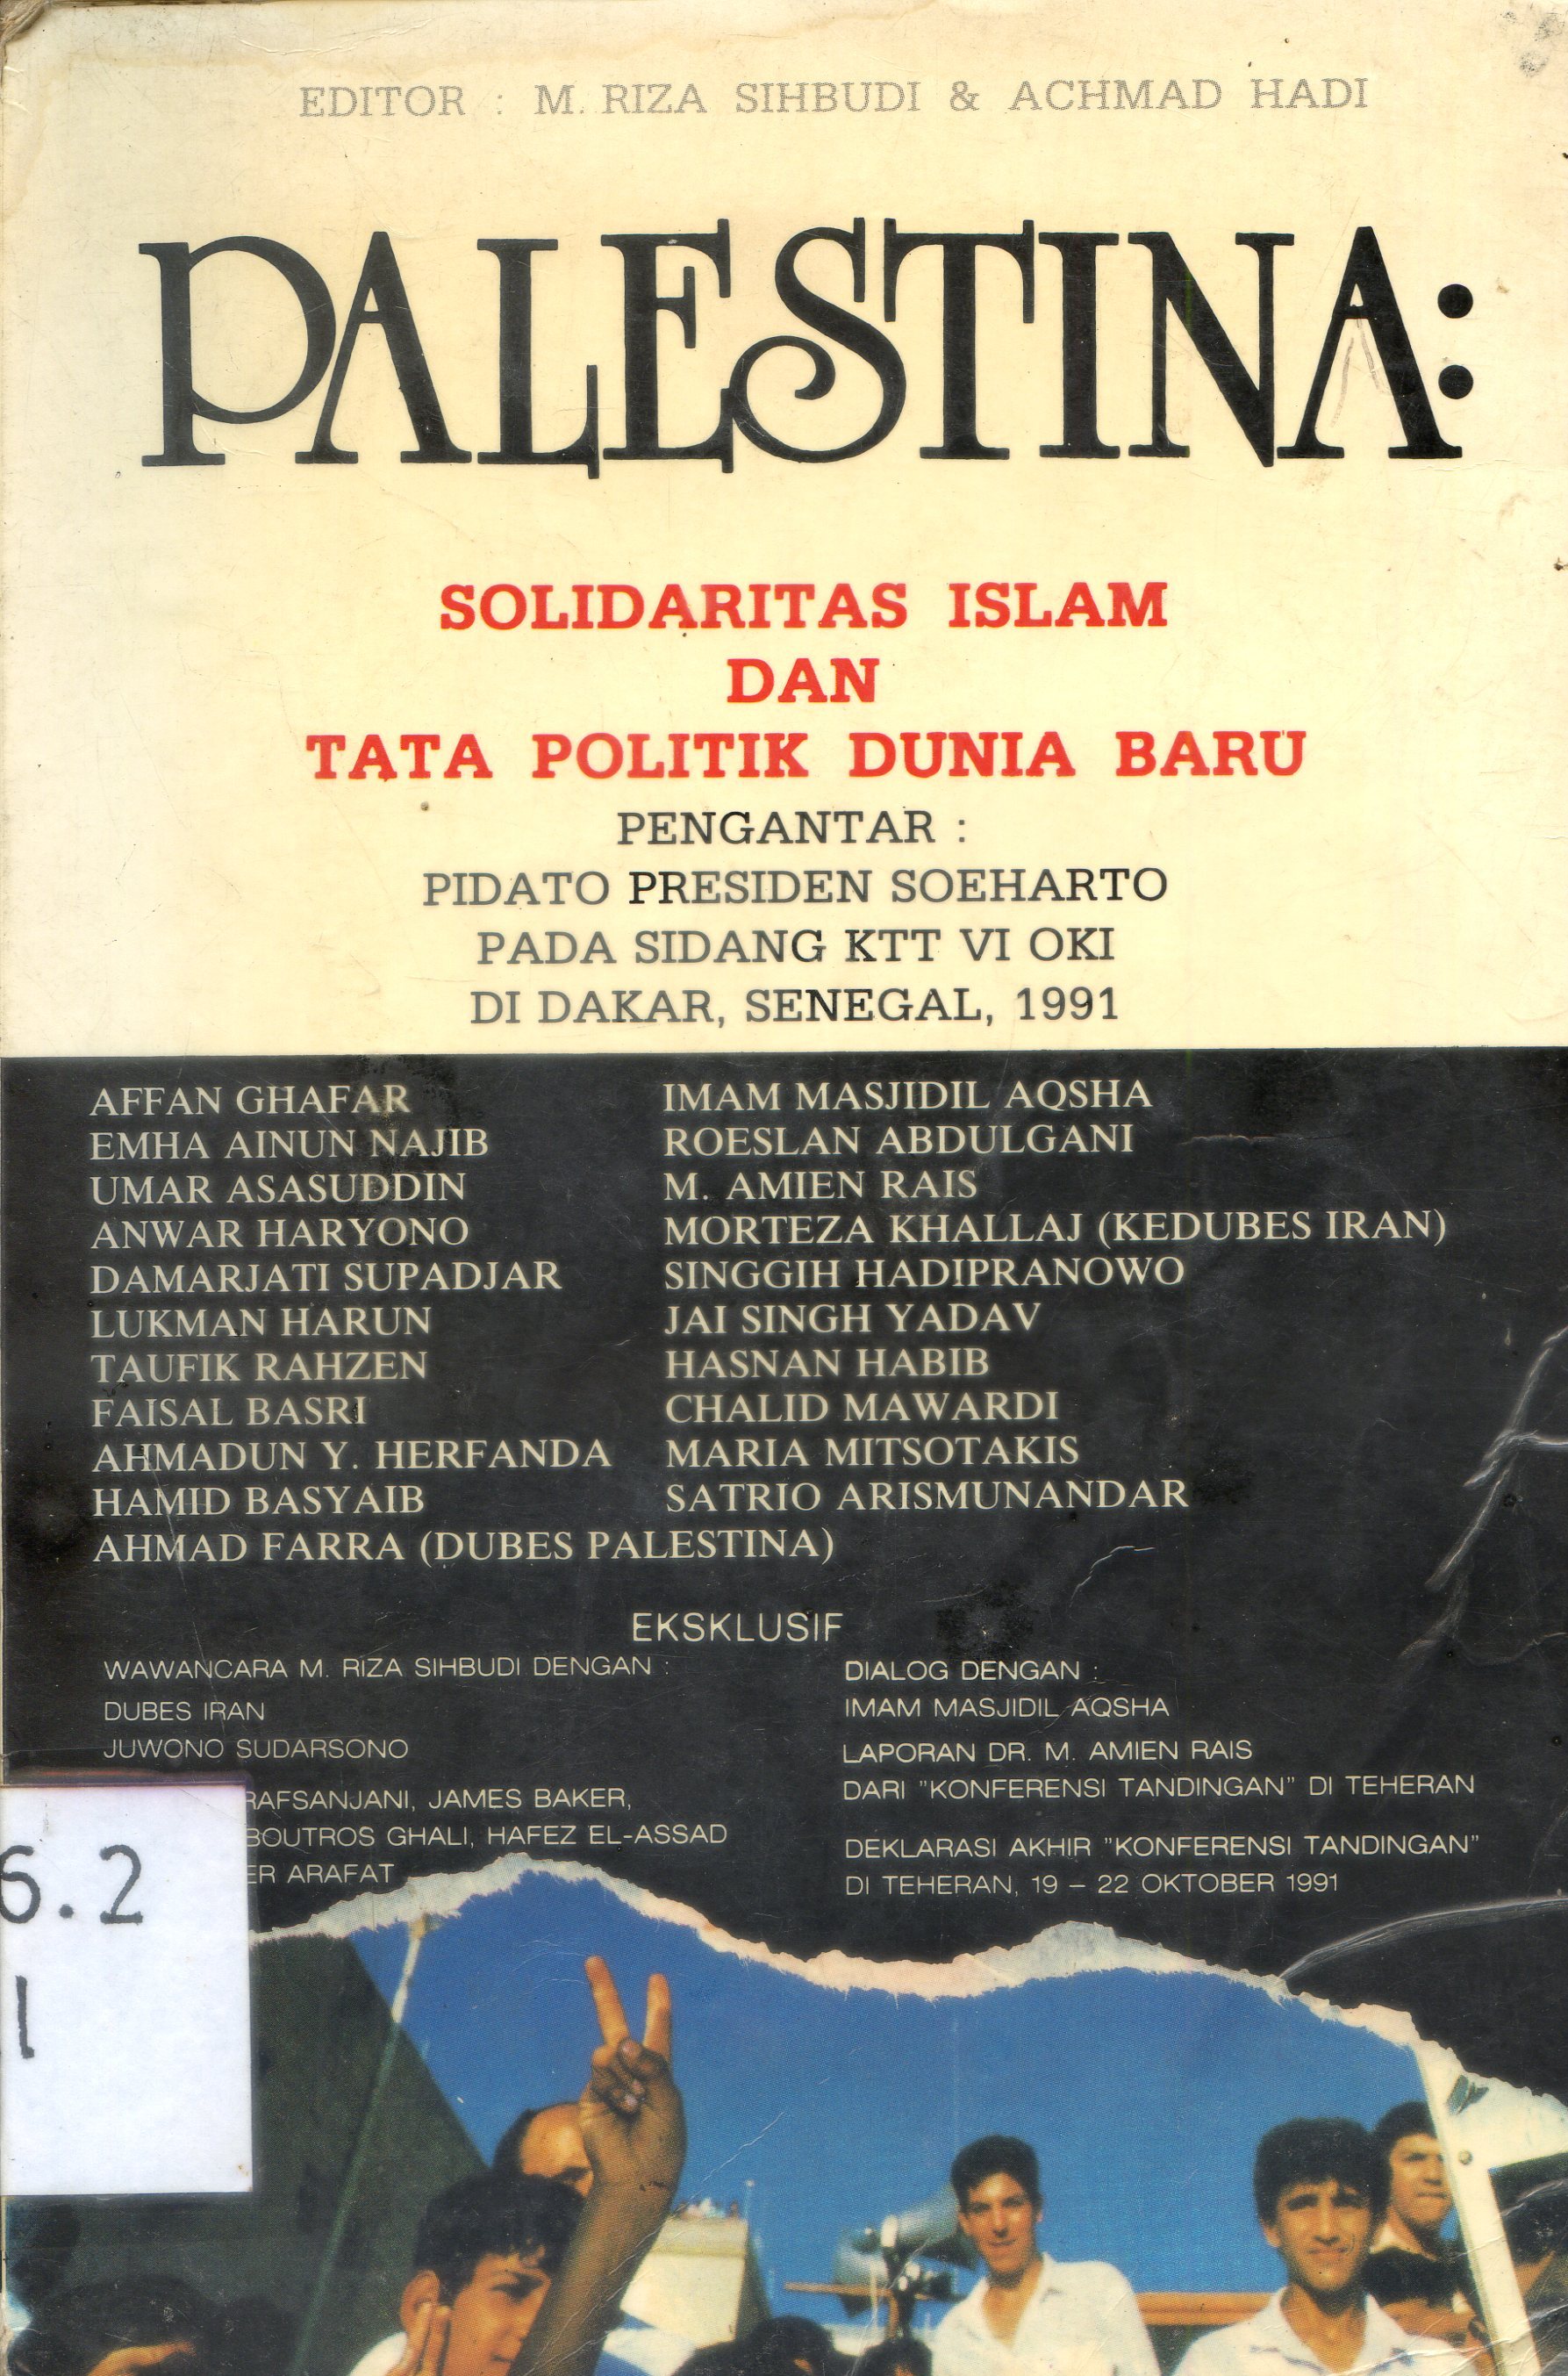 EDITOR : M. RIZA SIHBUDI & ACHMAD HADI
PALESTINA:
SOLIDARITAS ISLAM
DAN
TATA POLITIK DUNIA BARU
PENGANTAR :
PIDATO PRESIDEN SOEHARTO
PADA SIDANG KTT VI OKI
DI DAKAR, SENEGAL, 1991
AFFAN GHAFAR
EMHA AINUN NAJIB
UMAR ASASUDDIN
ANWAR HARYONO
DAMARJATI SUPADJAR
LUKMAN HARUN
TAUFIK RAHZEN
FAISAL BASRI
AHMADUN Y. HERFANDA
HAMID BASYAIB
AHMAD FARRA (DUBES PALESTINA)
IMAM MASJIDIL AQSHA
ROESLAN ABDULGANI
M. AMIEN RAIS
MORTEZA KHALLAJ (KEDUBES IRAN)
SINGGIH HADIPRANOWO
JAI SINGH YADAV
HASNAN HABIB
CHALID MAWARDI
MARIA MITSOTAKIS
SATRIO ARISMUNANDAR
EKSKLUSIF
WAWANCARA M. RIZA SIHBUDI DENGAN :
DUBES IRAN
JUWONO SUDARSONO
RAFSANJANI, JAMES BAKER,
BOUTROS GHALI, HAFEZ EL-ASSAD
ER ARAFAT
DIALOG DENGAN :
IMAM MASJIDIL AQSHA
LAPORAN DR. M. AMIEN RAIS
DARI "KONFERENSI TANDINGAN" DI TEHERAN
DEKLARASI AKHIR "KONFERENSI TANDINGAN"
DI TEHERAN, 19 – 22 OKTOBER 1991
6.2